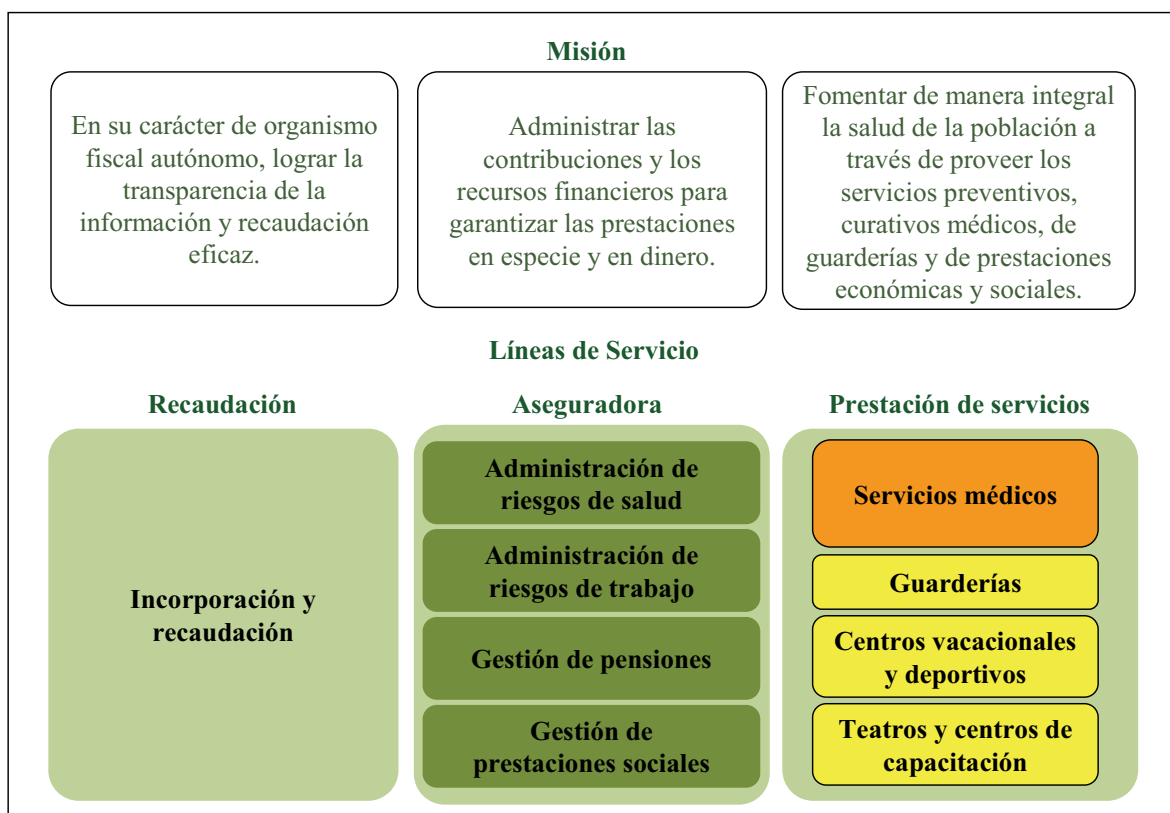 Misión
En su carácter de organismo
fiscal autónomo, lograr la
transparencia de la
información y recaudación
eficaz.
Administrar las
contribuciones y los
recursos financieros para
garantizar las prestaciones
en especie y en dinero.
Fomentar de manera integral
la salud de la población a
través de proveer los
servicios preventivos,
curativos médicos, de
guarderías y de prestaciones
económicas y sociales.
Líneas de Servicio
Recaudación
Incorporación y
recaudación
Aseguradora
Administración de
riesgos de salud
Administración de
riesgos de trabajo
Gestión de pensiones
Gestión de
prestaciones sociales
Prestación de servicios
Servicios médicos
Guarderías
Centros vacacionales
y deportivos
Teatros y centros de
capacitación